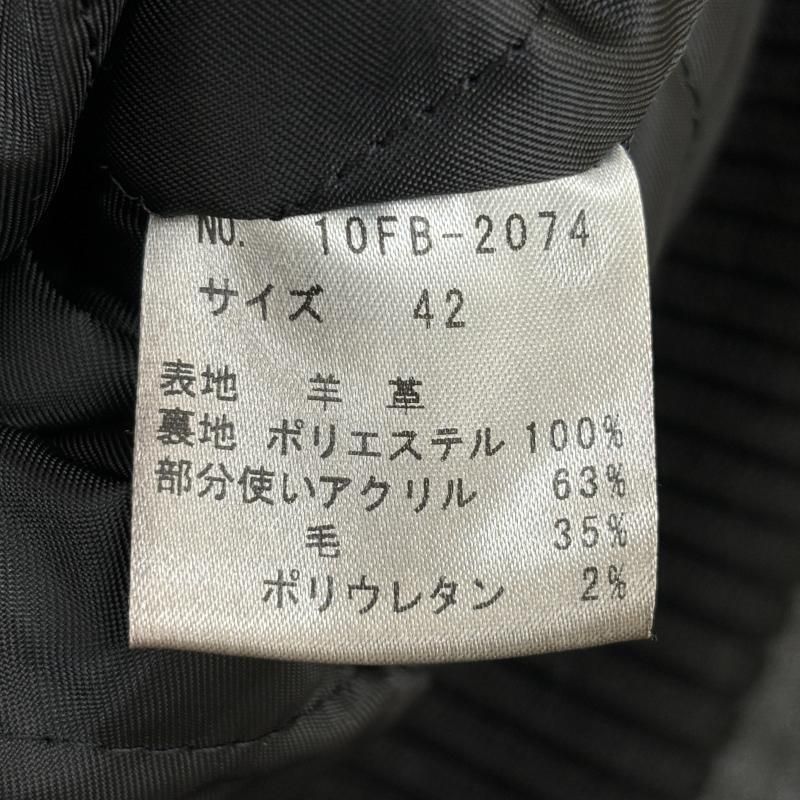 NO. 10FB-2074
サイズ 42
表地 羊革
裏地 ポリエステル 100%
部分使い アクリル 63%
毛 35%
ポリウレタン 2%